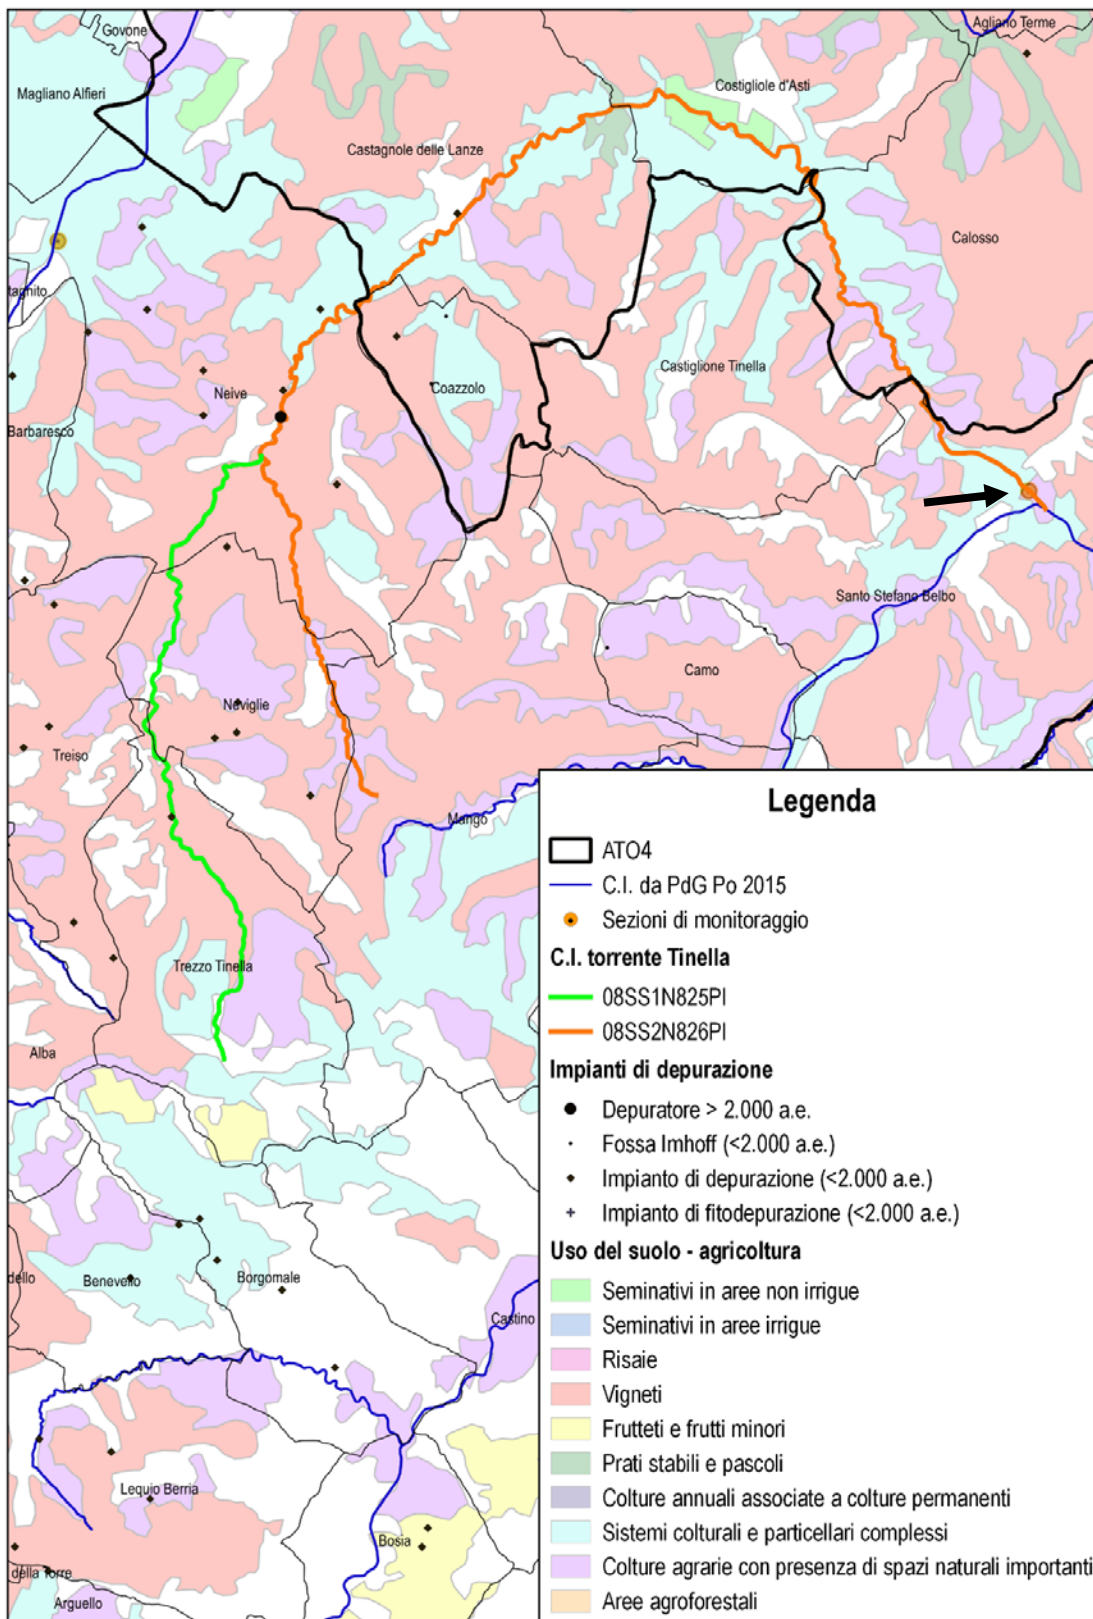 Govone
Agliano Terme
Magliano Alfieri
Costigliole d'Asti
Castagnole delle Lanze
Calosso
tagnito
Castiglione Tinella
Coazzolo
Neive
Barbaresco
Santo Stefano Belbo
Camo
Neviglie
Treiso
Mango
Trezzo Tinella
Alba
dello
Benevello
Borgomale
Castino
Lequio Berria
Bosia
della Torre
Arguello
Legenda
ATO4
C.I. da PdG Po 2015
Sezioni di monitoraggio
C.I. torrente Tinella
08SS1N825PI
08SS2N826PI
Impianti di depurazione
Depuratore > 2.000 a.e.
Fossa Imhoff (<2.000 a.e.)
Impianto di depurazione (<2.000 a.e.)
Impianto di fitodepurazione (<2.000 a.e.)
Uso del suolo - agricoltura
Seminativi in aree non irrigue
Seminativi in aree irrigue
Risaie
Vigneti
Frutteti e frutti minori
Prati stabili e pascoli
Colture annuali associate a colture permanenti
Sistemi colturali e particellari complessi
Colture agrarie con presenza di spazi naturali importanti
Aree agroforestali